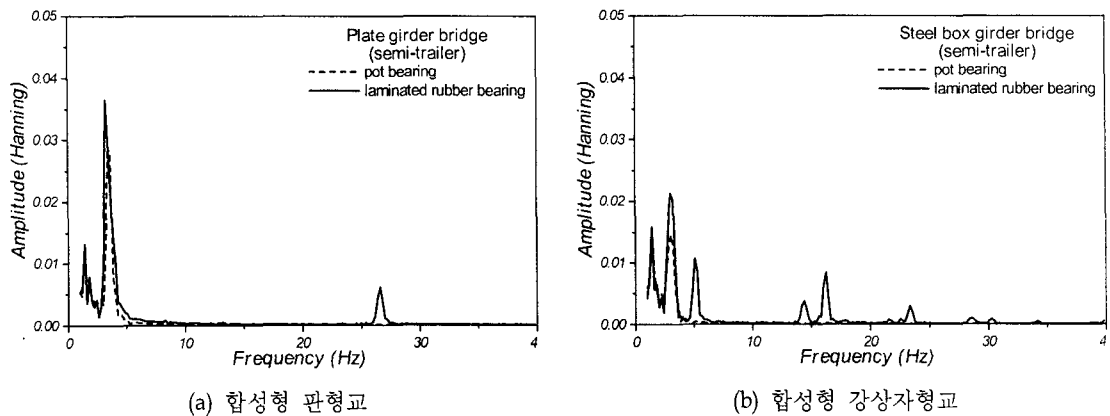 0.05
0.04
0.03
0.02
0.01
0.00
Amplitude (Hanning)
Plate girder bridge
(semi-trailer)
pot bearing
laminated rubber bearing
0 10 20 30 4
Frequency (Hz)
(a) 합성형 판형교
0.05
0.04
0.03
0.02
0.01
0.00
Amplitude (Hanning)
Steel box girder bridge
(semi-trailer)
pot bearing
laminated rubber bearing
0 10 20 30 4
Frequency (Hz)
(b) 합성형 강상자형교